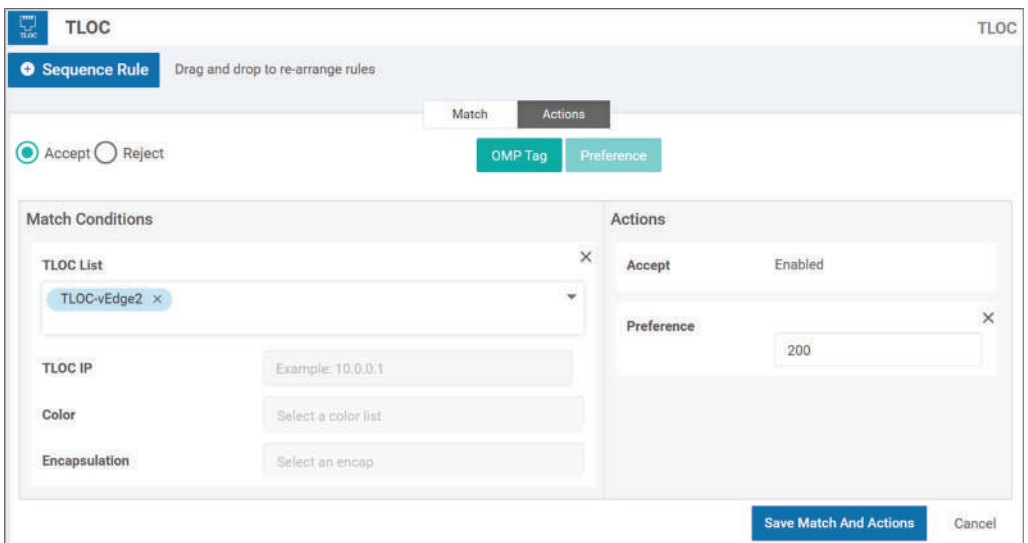 TLOC
TLOC
TLOC
Sequence Rule
Drag and drop to re-arrange rules
Match
Actions
Accept
Reject
OMP Tag
Preference
Match Conditions
Actions
TLOC List
TLOC-vEdge2 ×
Accept
Enabled
Preference
200
TLOC IP
Example: 10.0.0.1
Color
Select a color list
Encapsulation
Select an encap
Save Match And Actions
Cancel